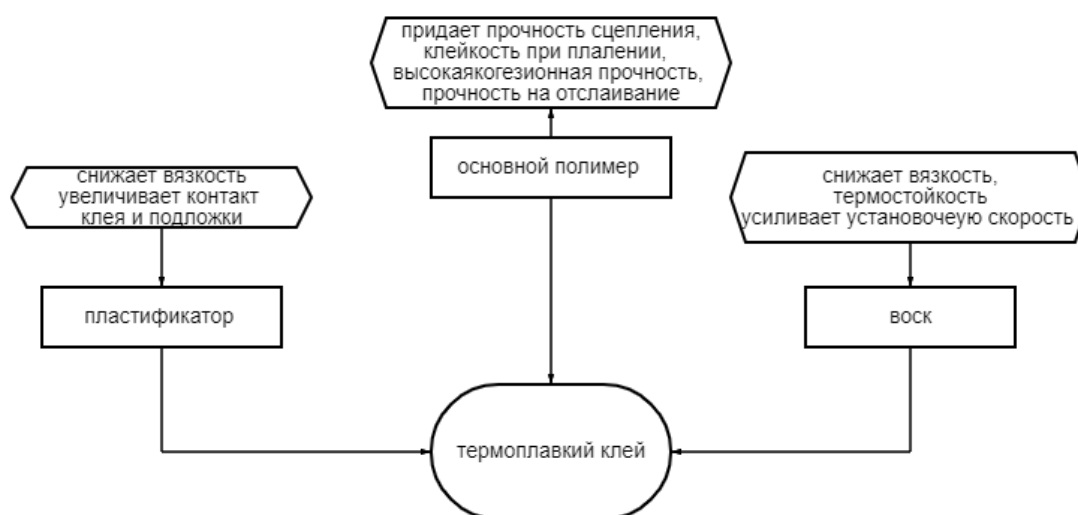 придает прочность сцепления,
клейкость при плалении,
высокаякогезионная прочность,
прочность на отслаивание
основной полимер
снижает вязкость
увеличивает контакт
клея и подложки
снижает вязкость,
термостойкость
усиливает установочеую скорость
пластификатор
воск
термоплавкий клей